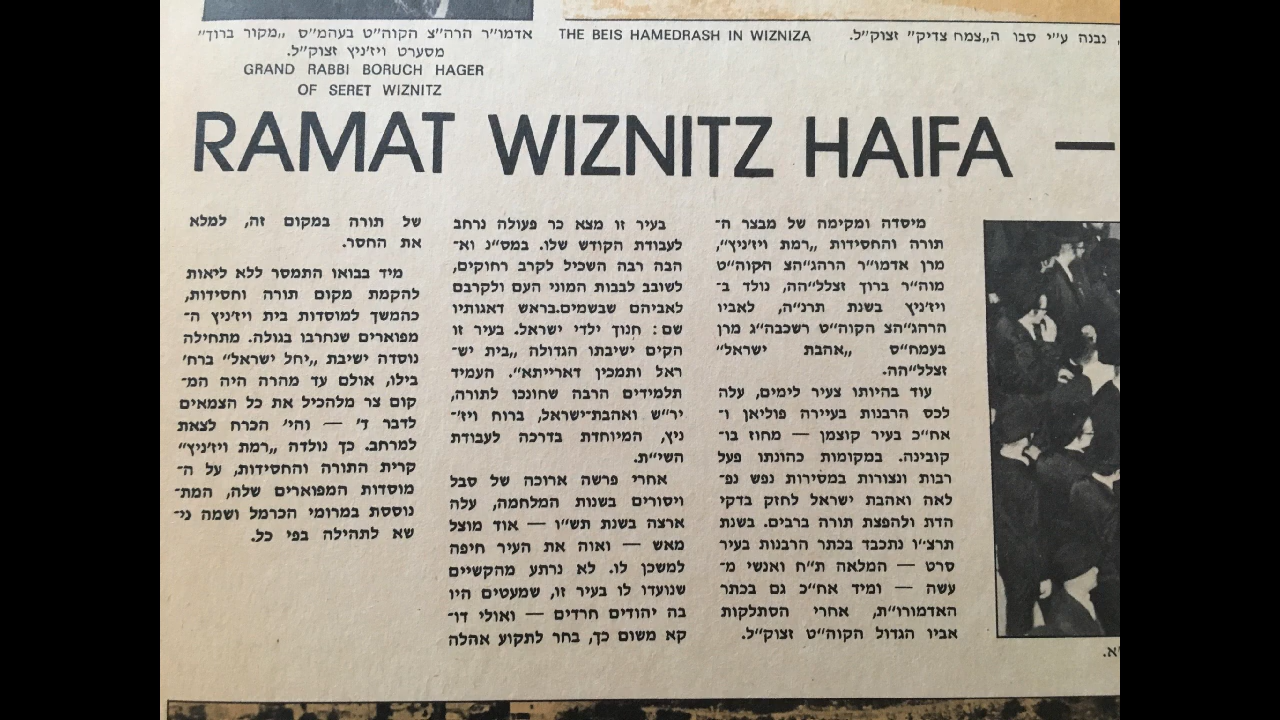 אדמו״ר הרה״צ הקוה״ט בעהמ״ס „מקור ברוך״
מסערט ויז׳ניץ זצוק״ל.
GRAND RABBI BORUCH HAGER
OF SERET WIZNITZ
THE BEIS HAMEDRASH IN WIZNIZA
נבנה ע״י סבו ה„צמח צדיק״ זצוק״ל.
RAMAT WIZNITZ HAIFA —
מיסדה ומקימה של מבצר ה־
תורה והחסידות „רמת ויז׳ניץ״,
מרן אדמו״ר הרהג״הצ הקוה״ט
מוה״ר ברוך זצללי״הה, נולד ב־
ויז׳ניץ בשנת תרנ״ה, לאביו
הרהג״הצ הקוה״ט רשכבה״ג מרן
בעמח״ס „אהבת ישראל״
זצללי״הה.
עוד בהיותו צעיר לימים, עלה
לכס הרבנות בעיירה פוליאן ו־
אח״כ בעיר קוצמן — מחוז בו־
קובינה. במקומות כהונתו פעל
רבות ונצורות במסירות נפש נפ־
לאה ואהבת ישראל לחזק בדקי
הדת ולהפצת תורה ברבים. בשנת
תרצ״ו נתכבד בכתר הרבנות בעיר
סרט — המלאה ת״ח ואנשי מ־
עשה — ומיד אח״כ גם בכתר
האדמורו״ת, אחרי הסתלקות
אביו הגדול הקוה״ט זצוק״ל.
בעיר זו מצא כר פעולה נרחב
לעבודת הקודש שלו. במס״נ וא־
הבה רבה השכיל לקרב רחוקים,
לשובב לבבות המוני העם ולקרבם
לאביהם שבשמים.בראש דאגותיו
שם: חנוך ילדי ישראל. בעיר זו
הקים ישיבתו הגדולה „בית יש־
ראל ותמכין דאורייתא״. העמיד
תלמידים הרבה שחונכו לתורה,
יר״ש ואהבת־ישראל, ברוח ויז׳־
ניץ, המיוחדת בדרכה לעבודת
השי״ת.
אחרי פרשה ארוכה של סבל
ויסורים בשנות המלחמה, עלה
ארצה בשנת תש״ו — אוד מוצל
מאש — ואוה את העיר חיפה
למשכן לו. לא נרתע מהקשיים
שנועדו לו בעיר זו, שמעטים היו
בה יהודים חרדים — ואולי דו־
קא משום כך, בחר לתקוע אהלה
של תורה במקום זה, למלא
את החסר.
מיד בבואו התמסר ללא ליאות
להקמת מקום תורה וחסידות,
כהמשך למוסדות בית ויז׳ניץ ה־
מפוארים שנחרבו בגולה. מתחילה
נוסדה ישיבת „יחל ישראל״ ברח׳
בילו, אולם עד מהרה היה המ־
קום צר מלהכיל את כל הצמאים
לדבר ד׳ — והי׳ הכרח לצאת
למרחב. כך נולדה „רמת ויז׳ניץ״
קרית התורה והחסידות, על ה־
מוסדות המפוארים שלה, המת־
נוססת במרומי הכרמל ושמה ני־
שא לתהילה בפי כל.